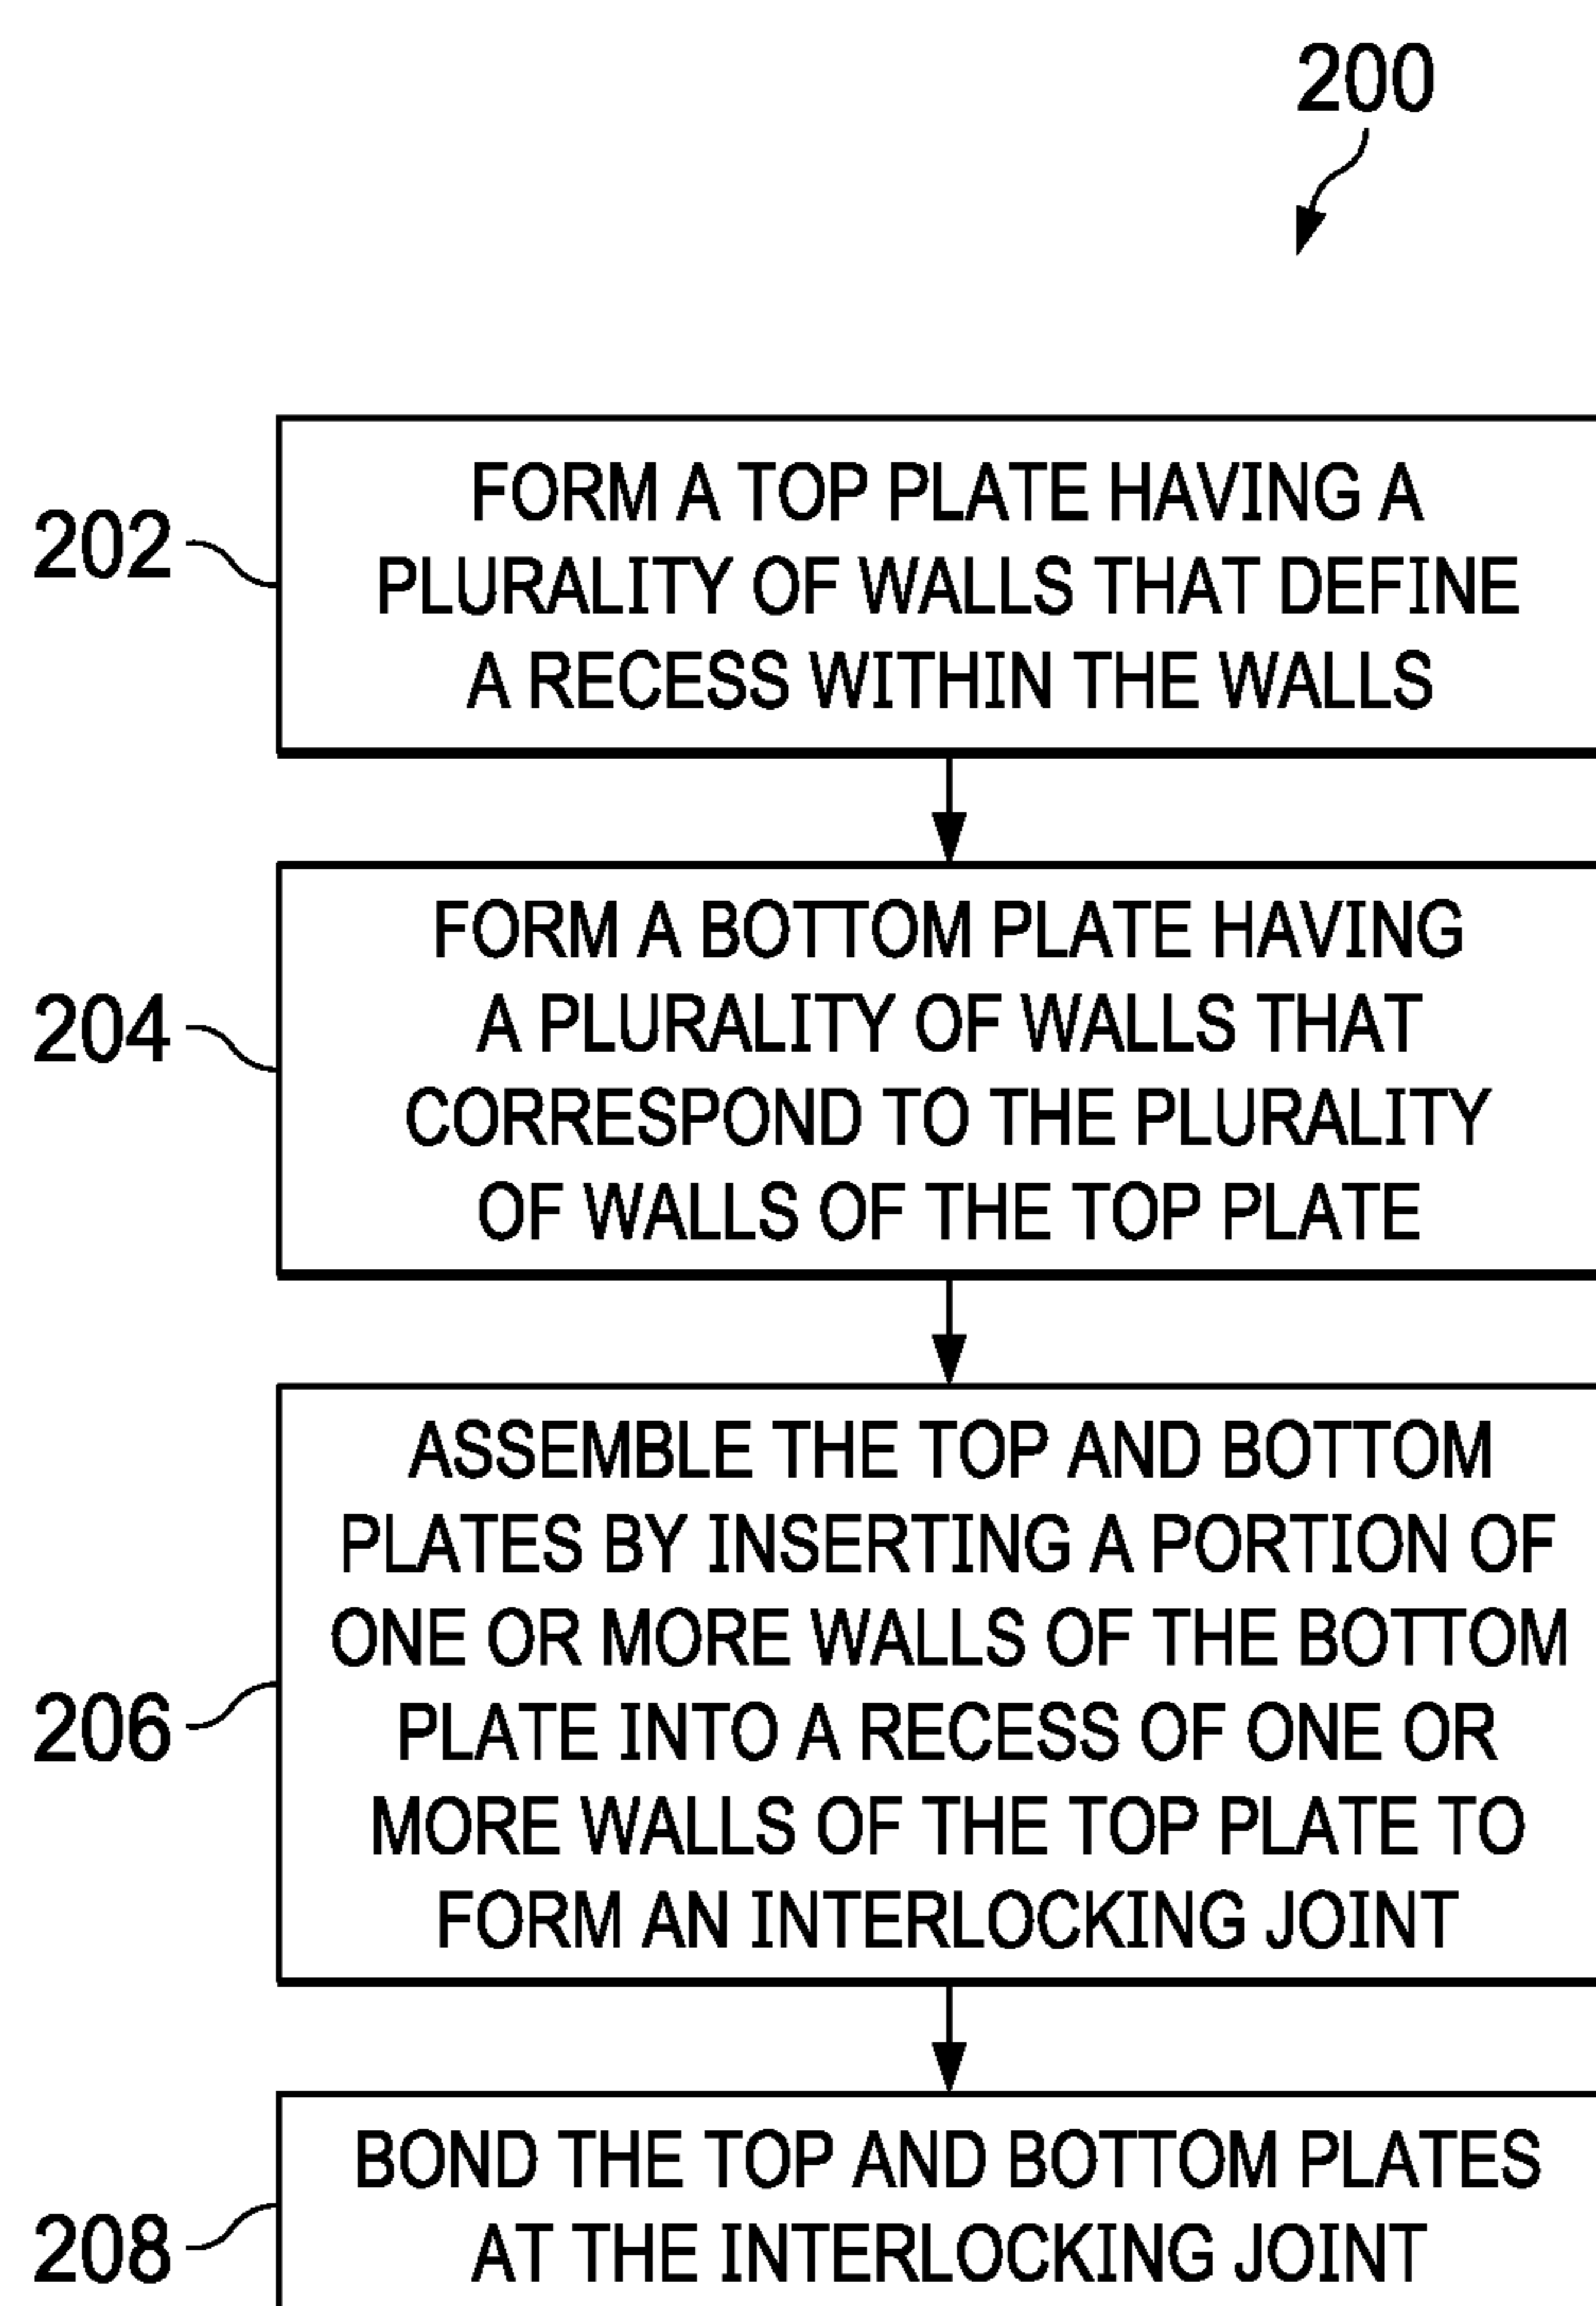 200
202
FORM A TOP PLATE HAVING A
PLURALITY OF WALLS THAT DEFINE
A RECESS WITHIN THE WALLS
204
FORM A BOTTOM PLATE HAVING
A PLURALITY OF WALLS THAT
CORRESPOND TO THE PLURALITY
OF WALLS OF THE TOP PLATE
206
ASSEMBLE THE TOP AND BOTTOM
PLATES BY INSERTING A PORTION OF
ONE OR MORE WALLS OF THE BOTTOM
PLATE INTO A RECESS OF ONE OR
MORE WALLS OF THE TOP PLATE TO
FORM AN INTERLOCKING JOINT
208
BOND THE TOP AND BOTTOM PLATES
AT THE INTERLOCKING JOINT